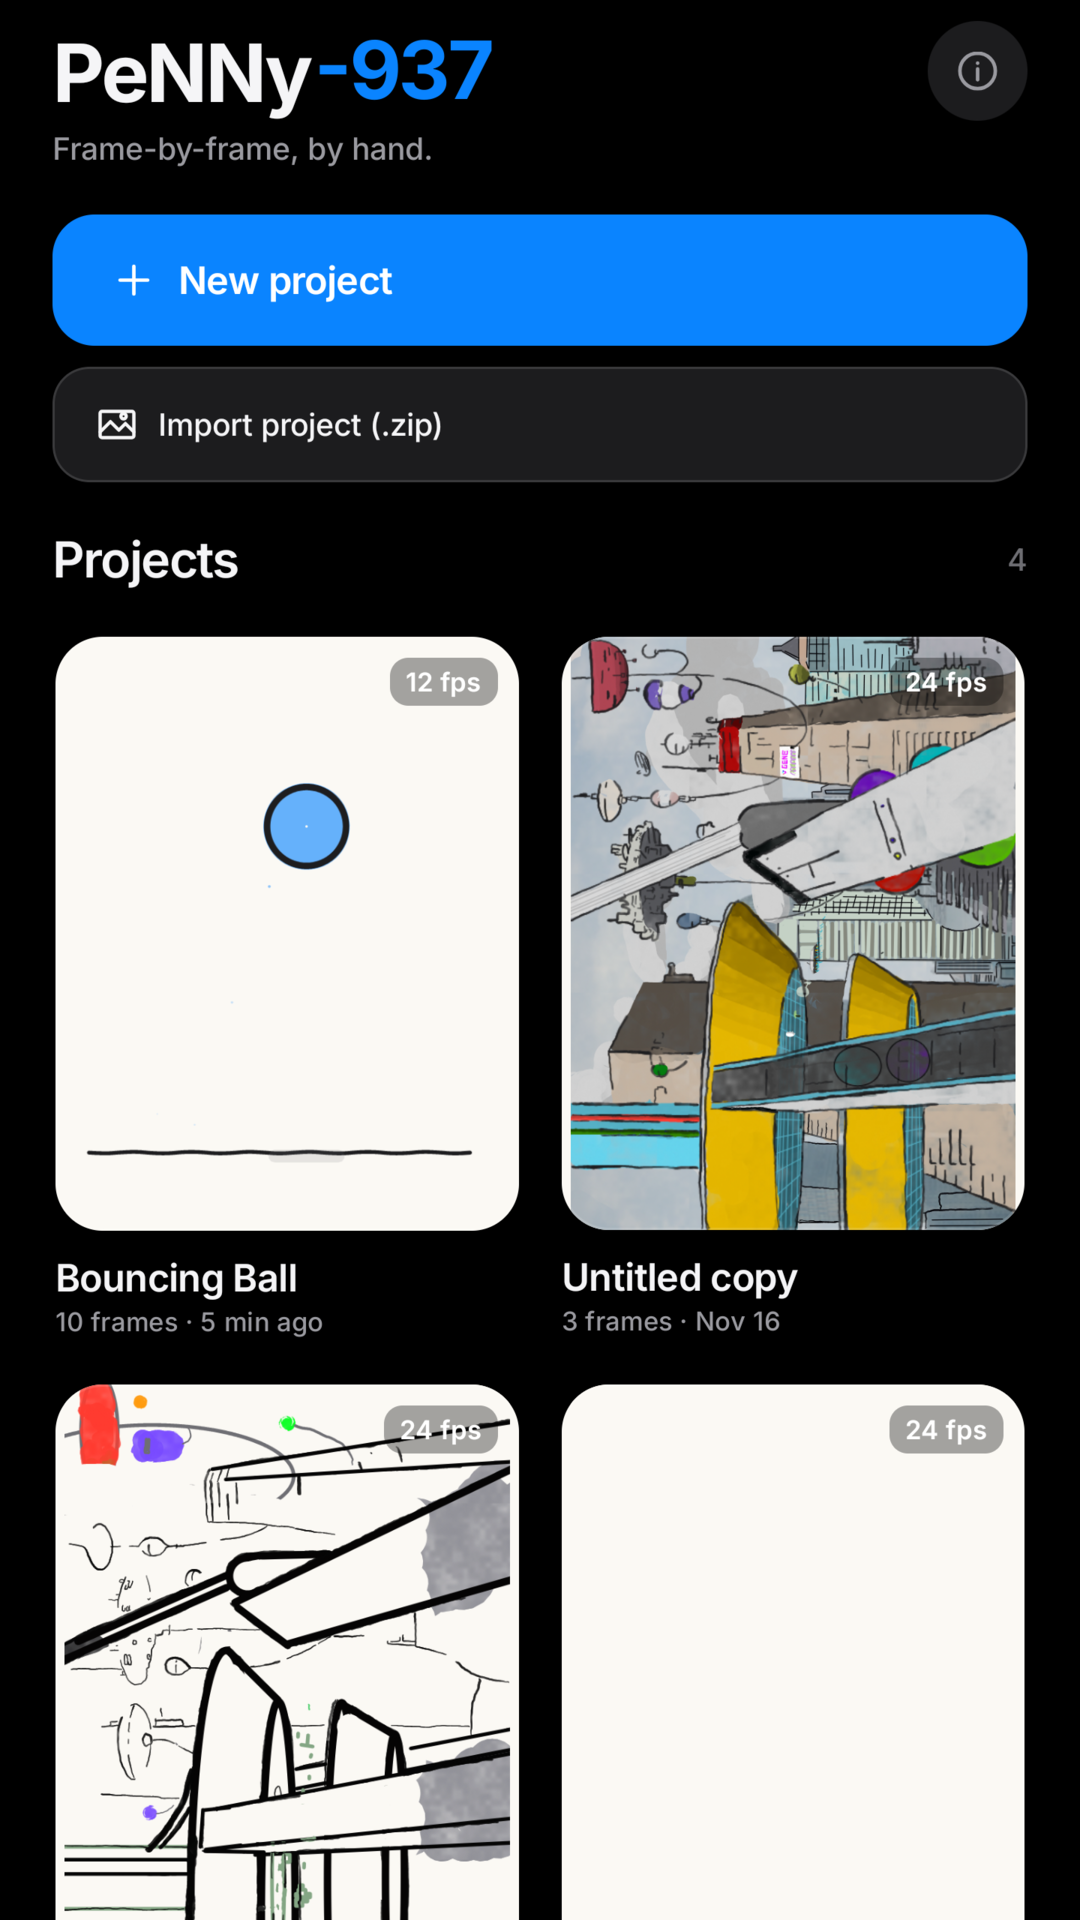 PeNNy-937
Frame-by-frame, by hand.
New project
Import project (.zip)
Projects
4
12 fps
24 fps
Bouncing Ball
10 frames · 5 min ago
Untitled copy
3 frames · Nov 16
24 fps
24 fps